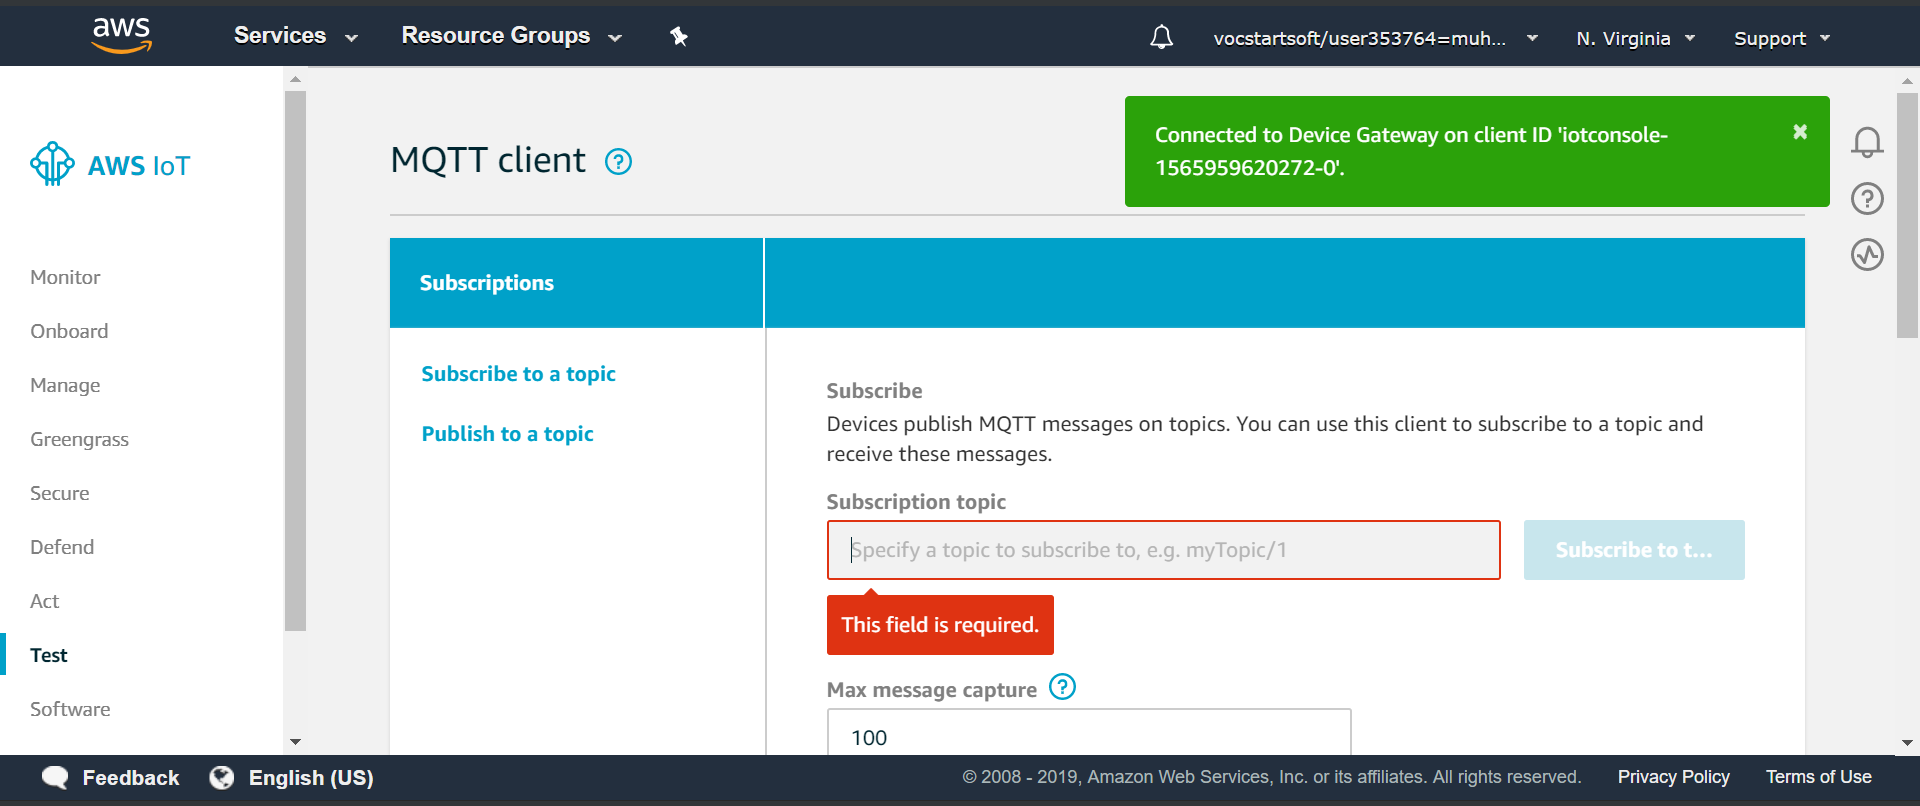 aws
Services
Resource Groups
vocstartsoft/user353764=muh...
N. Virginia
Support
AWS IoT
Monitor
Onboard
Manage
Greengrass
Secure
Defend
Act
Test
Software
MQTT client ?
Connected to Device Gateway on client ID 'iotconsole-
1565959620272-0'.
Subscriptions
Subscribe to a topic
Publish to a topic
Subscribe
Devices publish MQTT messages on topics. You can use this client to subscribe to a topic and
receive these messages.
Subscription topic
Specify a topic to subscribe to, e.g. myTopic/1
Subscribe to t...
This field is required.
Max message capture ?
100
Feedback
English (US)
© 2008 - 2019, Amazon Web Services, Inc. or its affiliates. All rights reserved.
Privacy Policy
Terms of Use